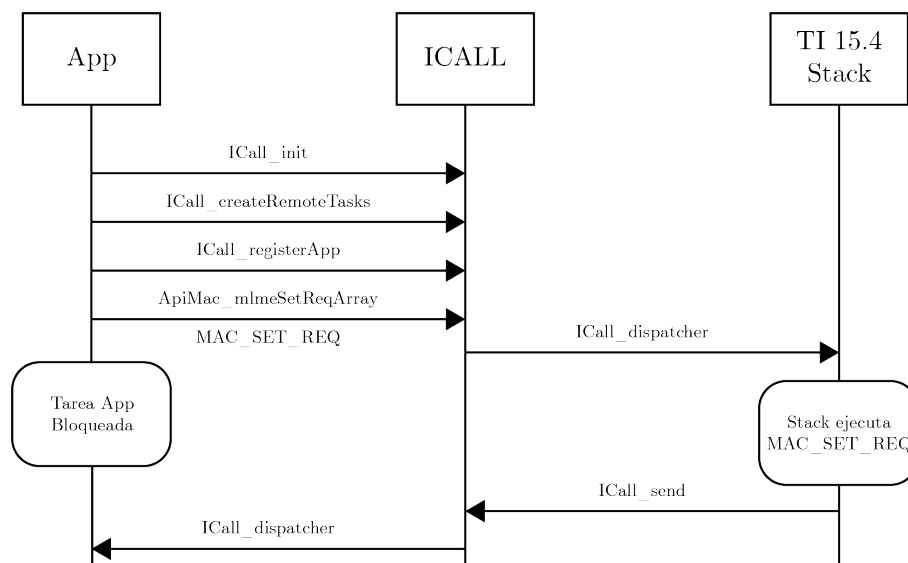 App
ICALL
TI 15.4
Stack
ICall_init
ICall_createRemoteTasks
ICall_registerApp
ApiMac_mlmeSetReqArray
MAC_SET_REQ
ICall_dispatcher
Tarea App
Bloqueada
Stack ejecuta
MAC_SET_REQ
ICall_send
ICall_dispatcher